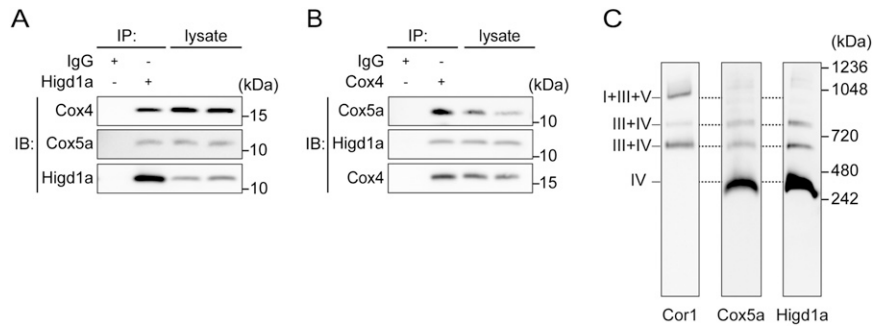 A
IP: lysate
IgG + -
Higd1a - + (kDa)
IB:
Cox4 15
Cox5a 10
Higd1a 10
B
IP: lysate
IgG + -
Cox4 - + (kDa)
IB:
Cox5a 10
Higd1a 10
Cox4 15
C
(kDa)
1236
I+III+V 1048
III+IV
III+IV 720
480
IV
242
Cor1 Cox5a Higd1a